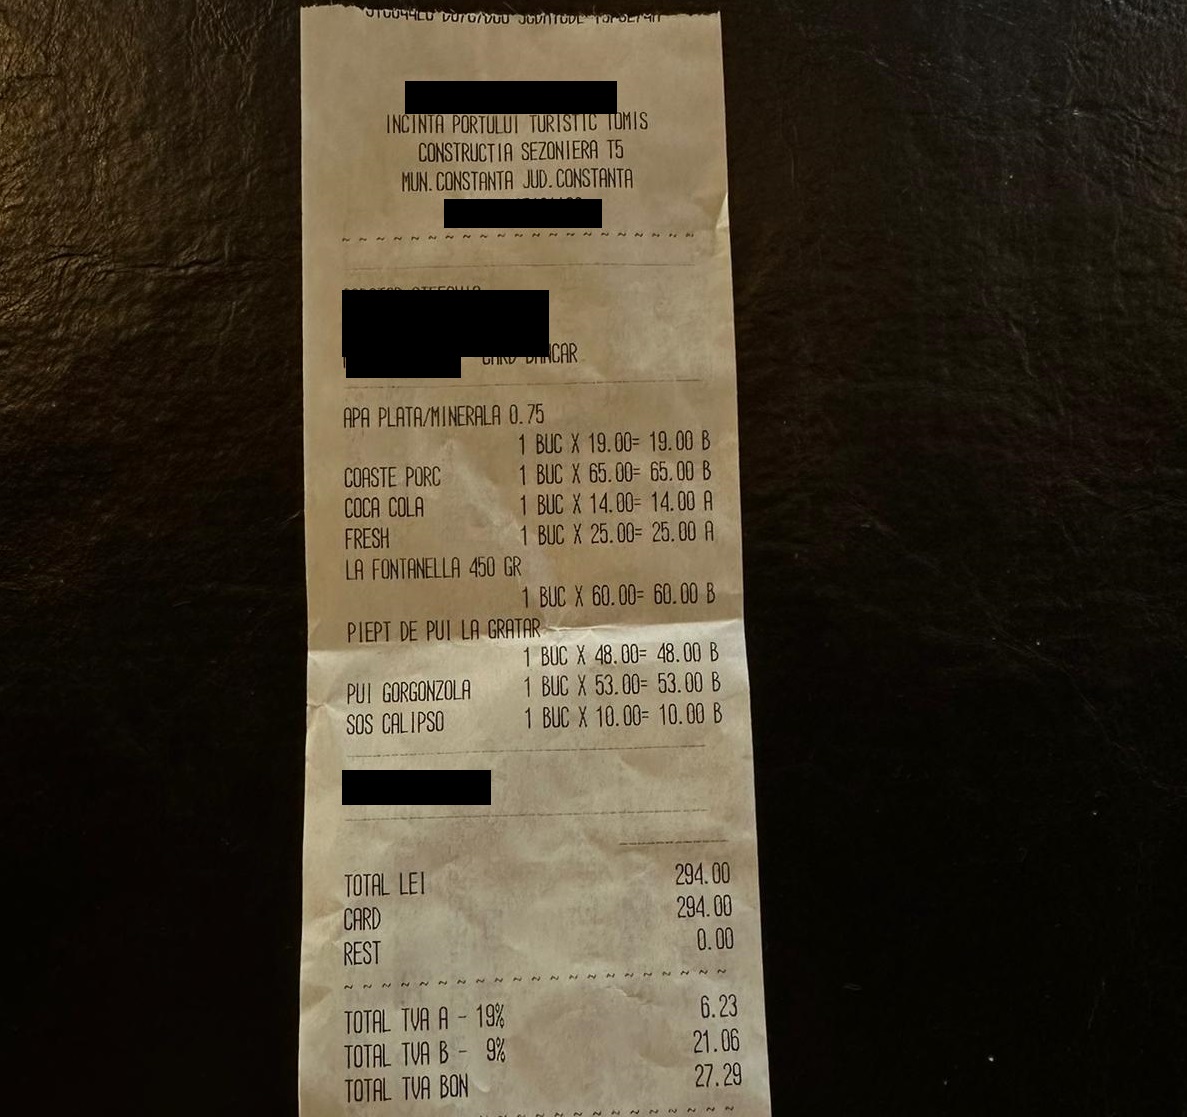 INCINTA PORTULUI TURISTIC TOMIS
CONSTRUCTIA SEZONIERA T5
MUN.CONSTANTA JUD.CONSTANTA
~ ~ ~ ~ ~ ~ ~ ~ ~ ~ ~ ~ ~ ~ ~ ~ ~ ~ ~ ~ ~
CARD BANCAR
APA PLATA/MINERALA 0.75
1 BUC X 19.00= 19.00 B
COASTE PORC 1 BUC X 65.00= 65.00 B
COCA COLA 1 BUC X 14.00= 14.00 A
FRESH 1 BUC X 25.00= 25.00 A
LA FONTANELLA 450 GR
1 BUC X 60.00= 60.00 B
PIEPT DE PUI LA GRATAR
1 BUC X 48.00= 48.00 B
PUI GORGONZOLA 1 BUC X 53.00= 53.00 B
SOS CALIPSO 1 BUC X 10.00= 10.00 B
TOTAL LEI 294.00
CARD 294.00
REST 0.00
~ ~ ~ ~ ~ ~ ~ ~ ~ ~ ~ ~ ~ ~ ~ ~ ~ ~ ~ ~ ~
TOTAL TVA A - 19% 6.23
TOTAL TVA B - 9% 21.06
TOTAL TVA BON 27.29